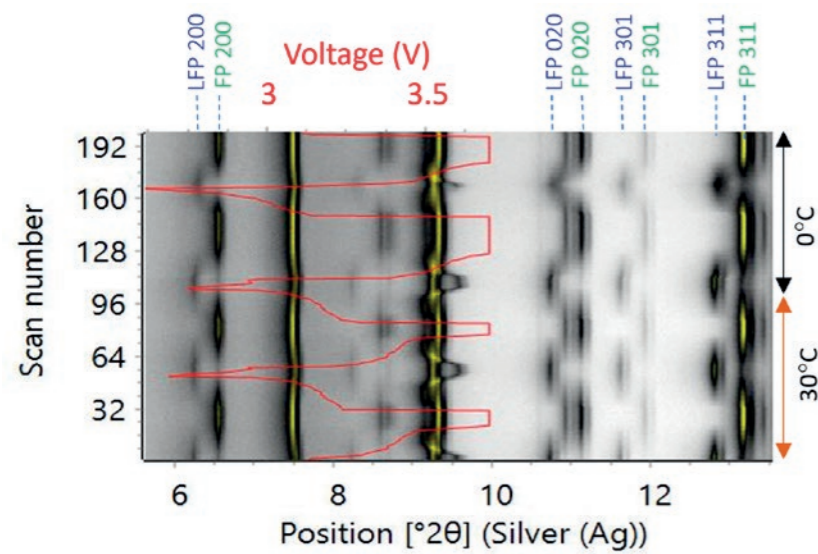 LFP 200
FP 200
Voltage (V)
3
3.5
LFP 020
FP 020
LFP 301
FP 301
LFP 311
FP 311
192
160
128
96
64
32
Scan number
0°C
30°C
6
8
10
12
Position [°2θ] (Silver (Ag))